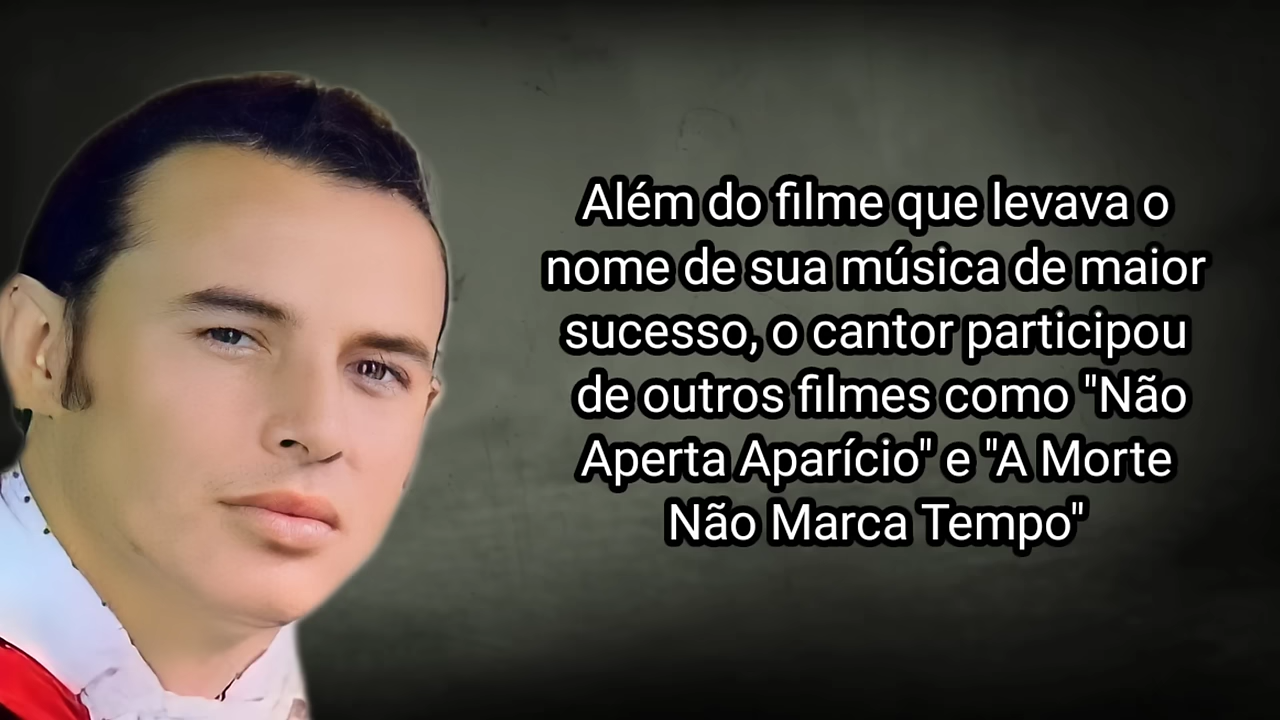 Além do filme que levava o
nome de sua música de maior
sucesso, o cantor participou
de outros filmes como "Não
Aperta Aparício" e "A Morte
Não Marca Tempo"